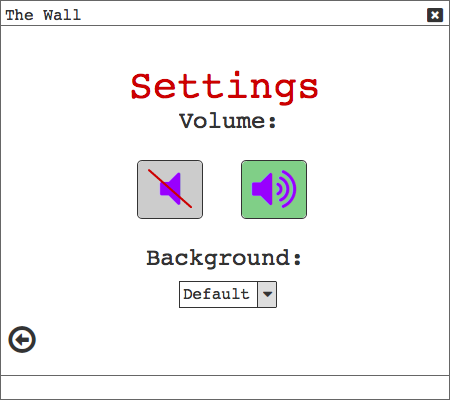 The Wall
Settings
Volume:
Background:
Default